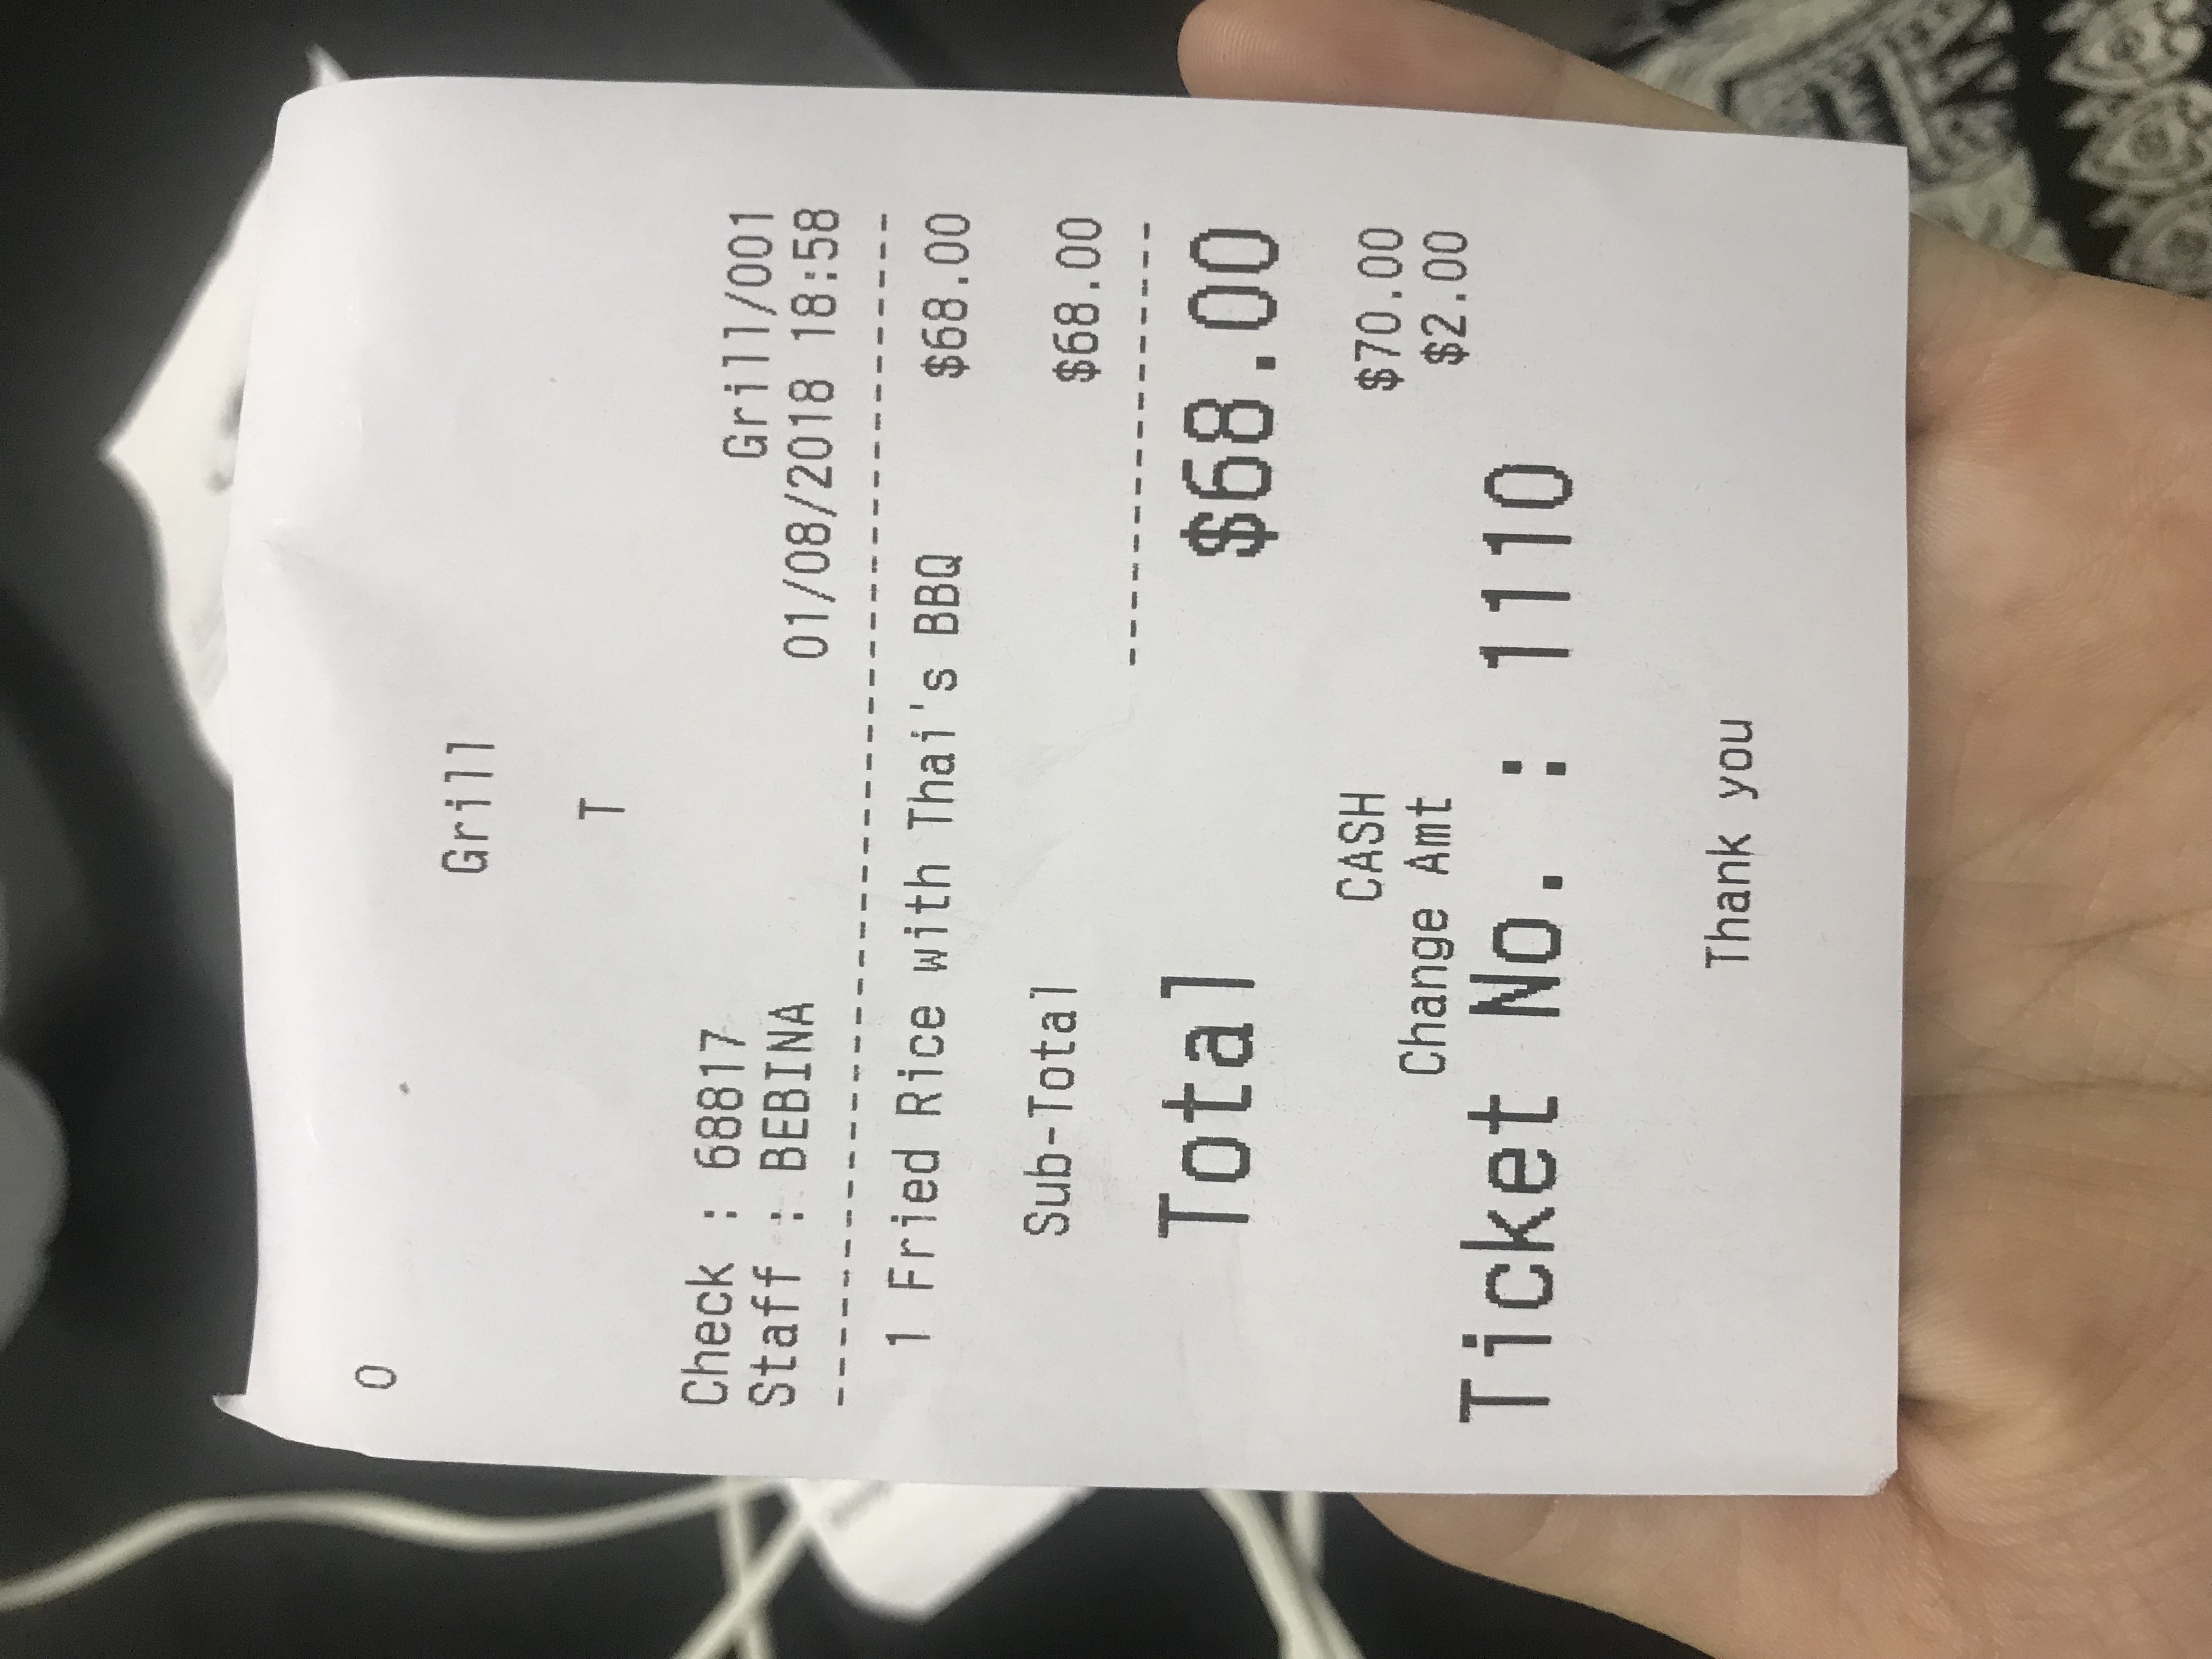 0
Grill
T
Check : 68817
Grill/001
Staff : BEBINA
01/08/2018 18:58
1 Fried Rice with Thai's BBQ $68.00
Sub-Total $68.00
Total $68.00
CASH $70.00
Change Amt $2.00
Ticket No. : 1110
Thank you